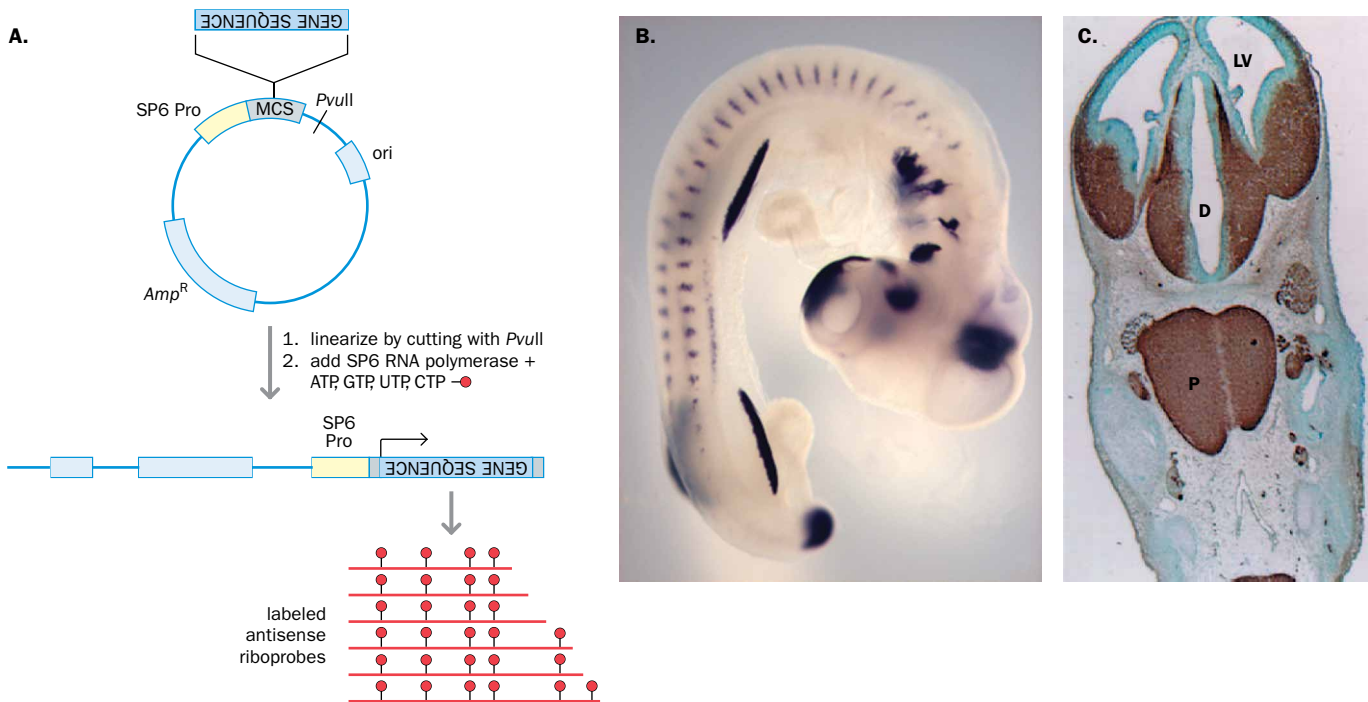 A.
GENE SEQUENCE
SP6 Pro
MCS
PvuII
ori
Amp^R
1. linearize by cutting with PvuII
2. add SP6 RNA polymerase +
ATP, GTP, UTP, CTP
SP6
Pro
GENE SEQUENCE
labeled
antisense
riboprobes
B.
C.
LV
D
P